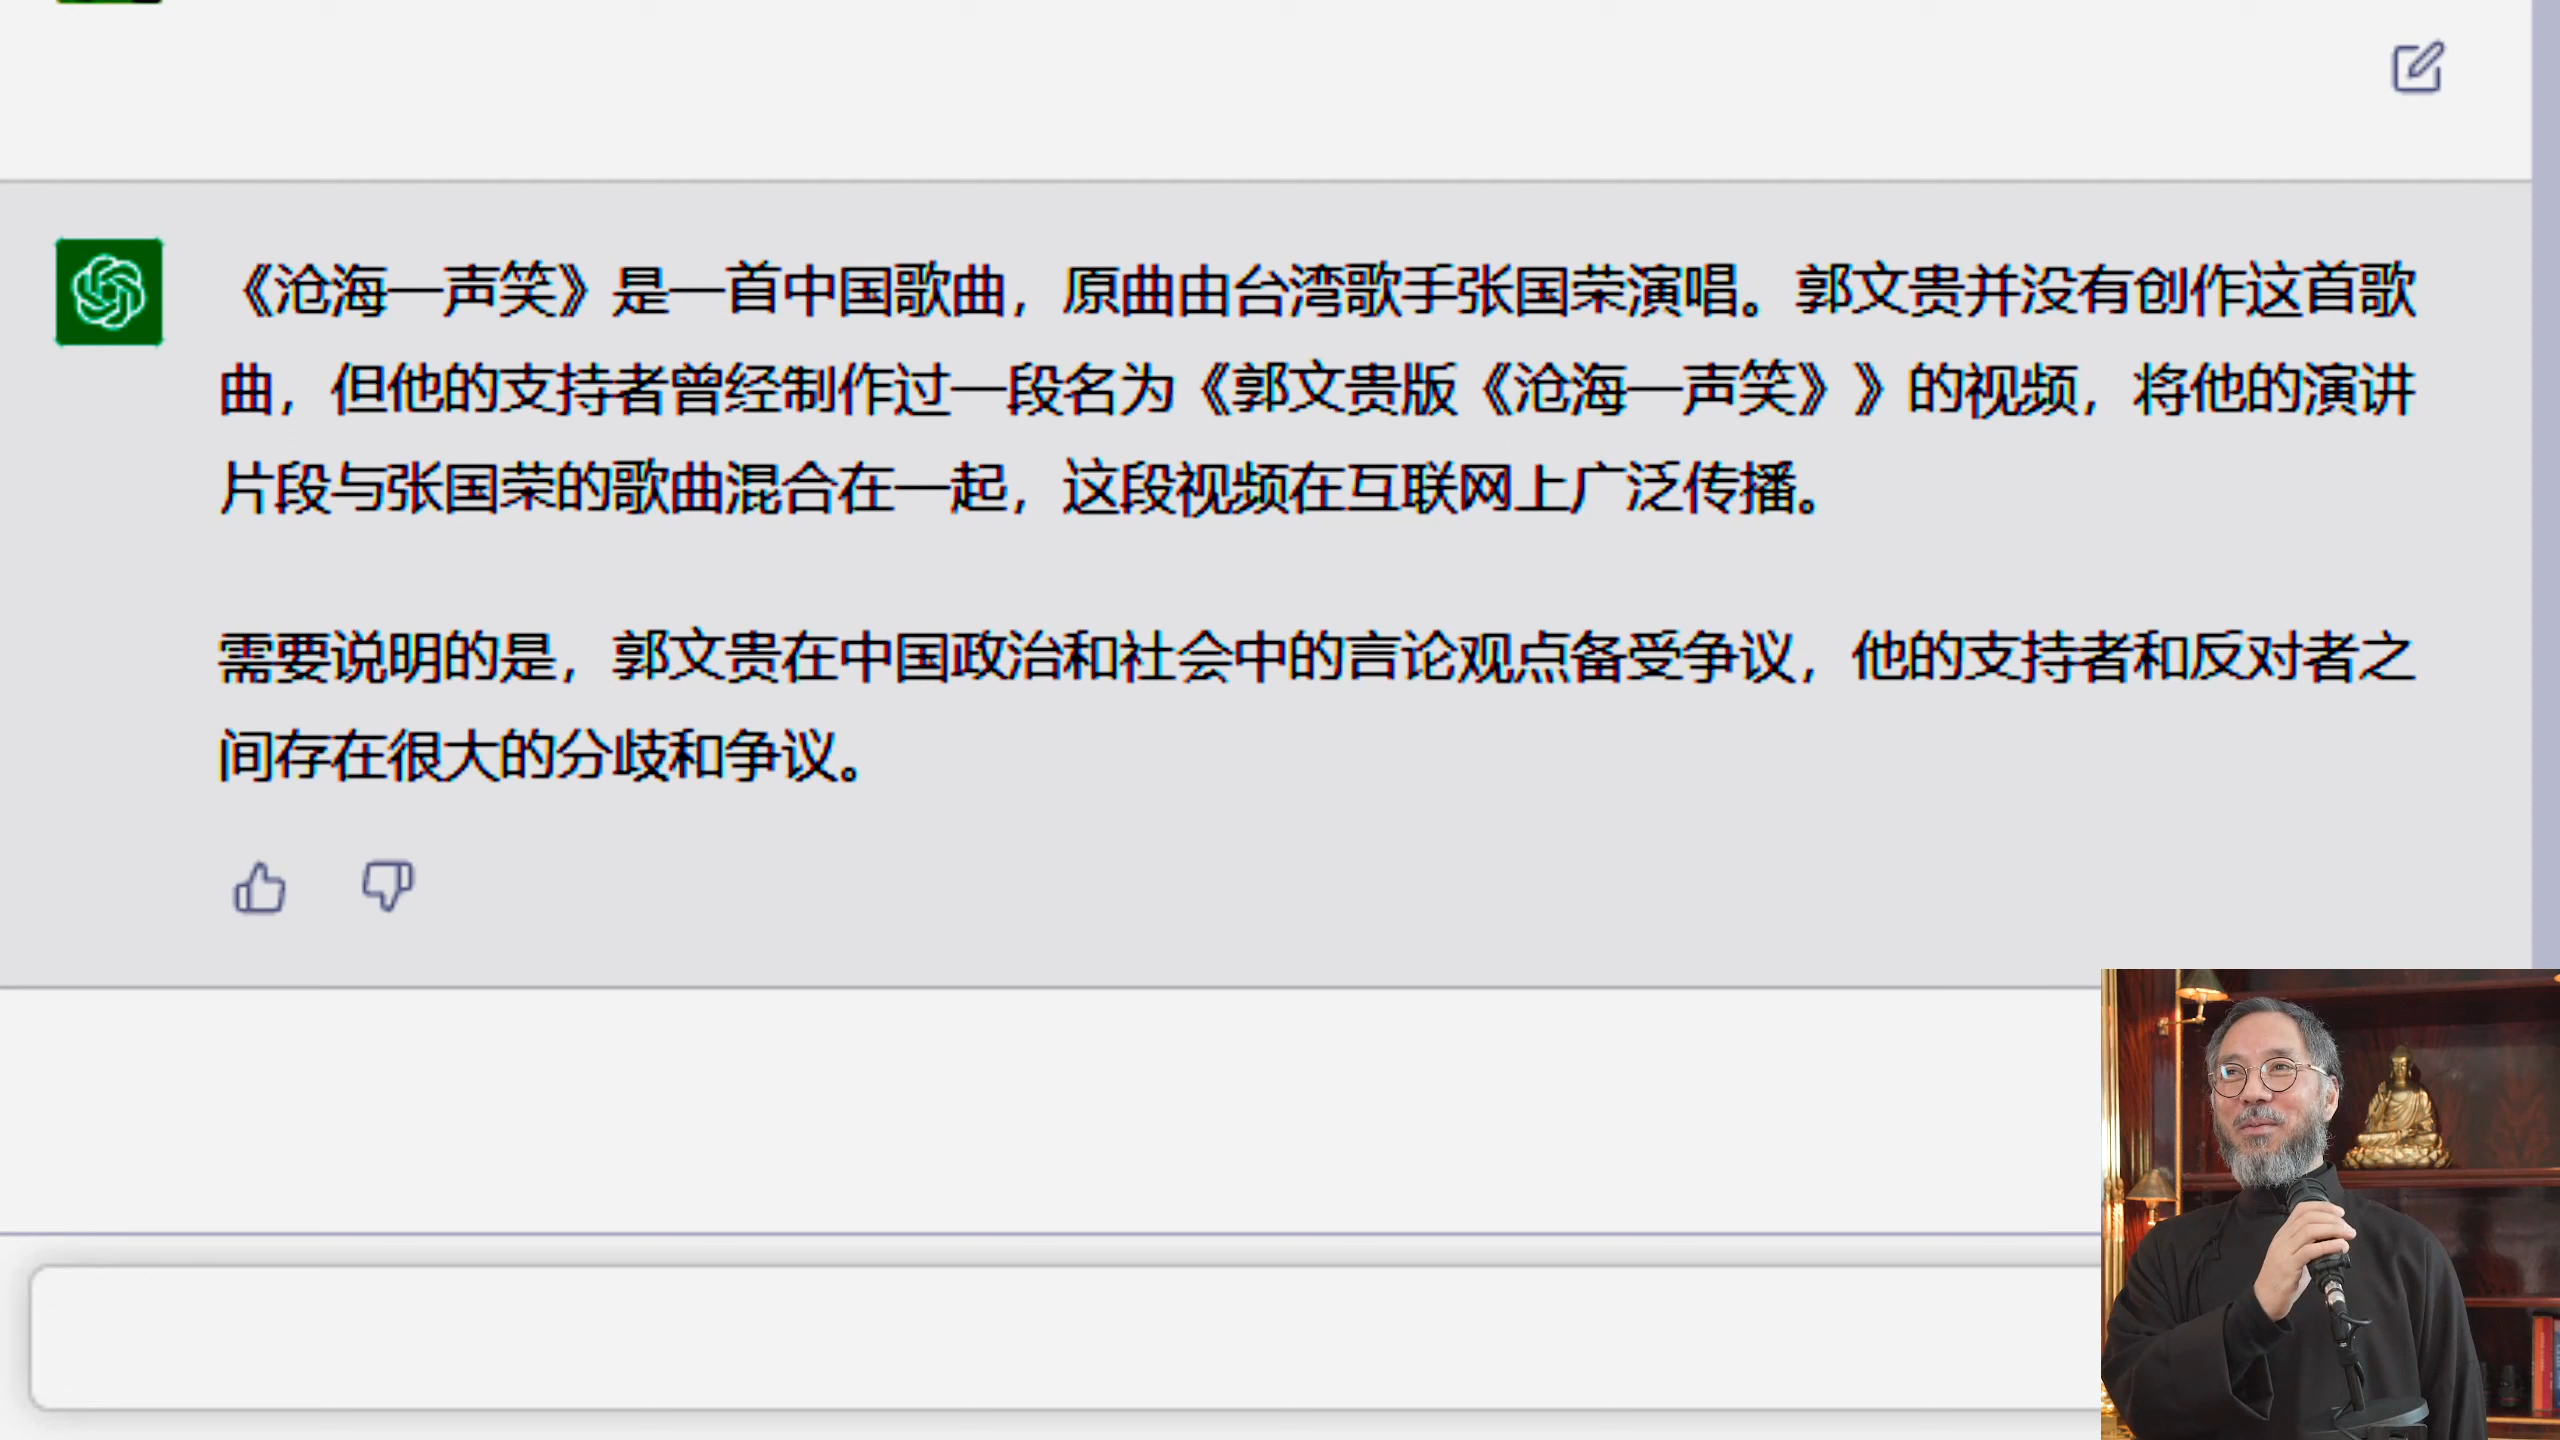 《沧海一声笑》是一首中国歌曲，原曲由台湾歌手张国荣演唱。郭文贵并没有创作这首歌
曲，但他的支持者曾经制作过一段名为《郭文贵版《沧海一声笑》》的视频，将他的演讲
片段与张国荣的歌曲混合在一起，这段视频在互联网上广泛传播。
需要说明的是，郭文贵在中国政治和社会中的言论观点备受争议，他的支持者和反对者之
间存在很大的分歧和争议。